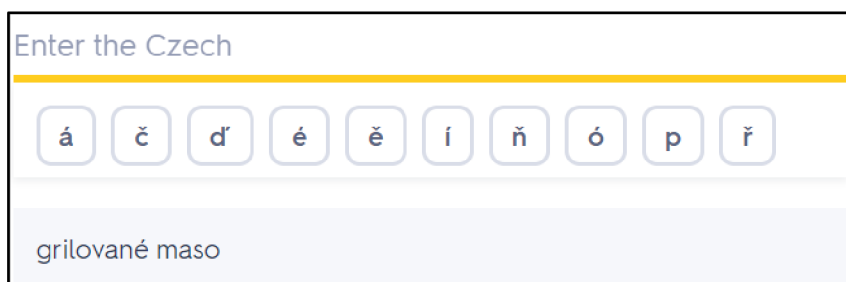 Enter the Czech
á č ď é ě í ň ó p ř
grilované maso